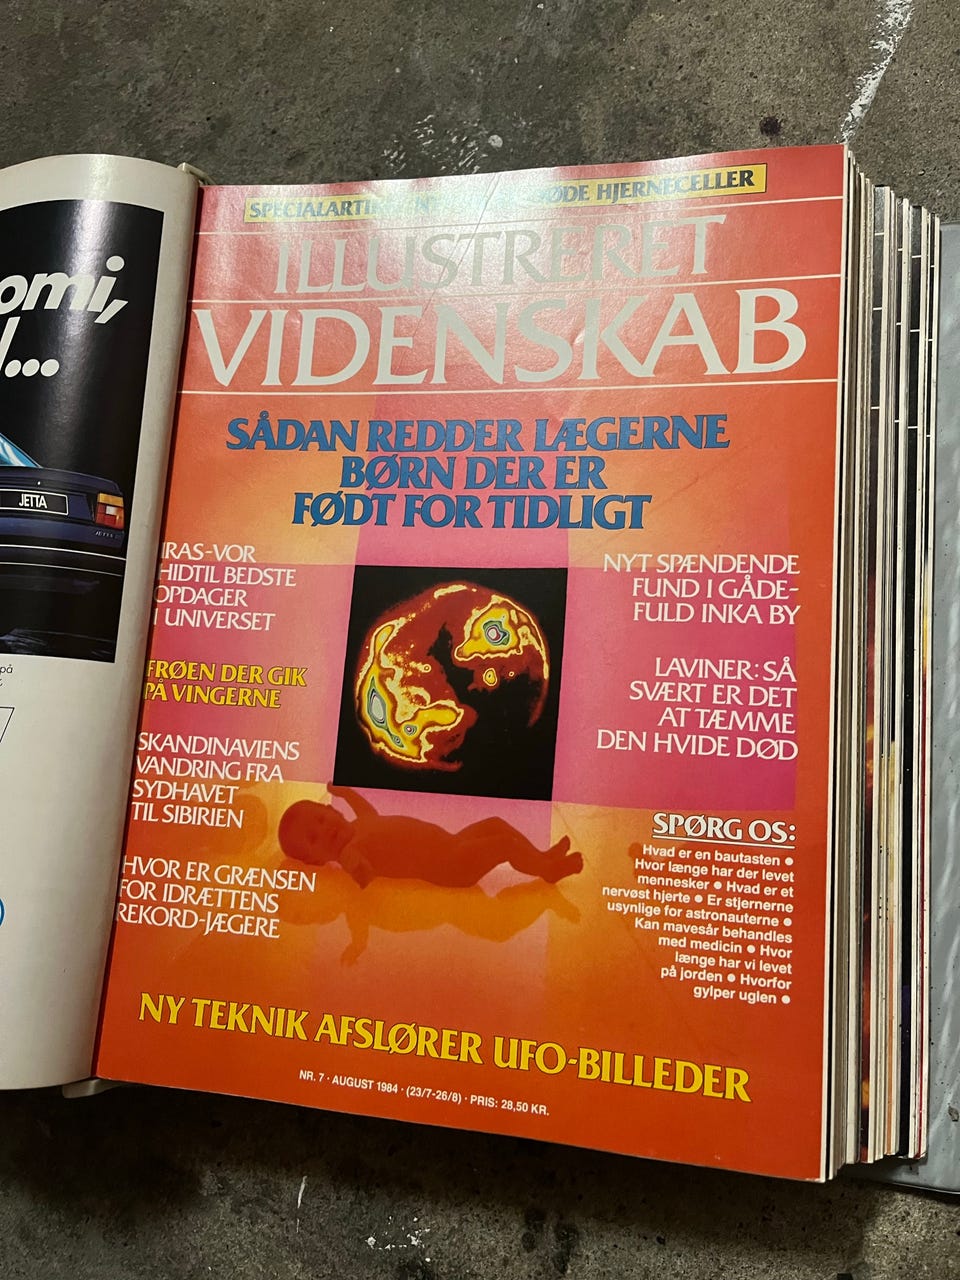 omi,
...
JETTA
JETTA
på
SPECIALARTI ØDE HJERNECELLER
ILLUSTRERET
VIDENSKAB
SÅDAN REDDER LÆGERNE
BØRN DER ER
FØDT FOR TIDLIGT
IRAS-VOR
HIDTIL BEDSTE
OPDAGER
I UNIVERSET
FRØEN DER GIK
PÅ VINGERNE
SKANDINAVIENS
VANDRING FRA
SYDHAVET
TIL SIBIRIEN
HVOR ER GRÆNSEN
FOR IDRÆTTENS
REKORD-JÆGERE
NYT SPÆNDENDE
FUND I GÅDE-
FULD INKA BY
LAVINER: SÅ
SVÆRT ER DET
AT TÆMME
DEN HVIDE DØD
SPØRG OS:
Hvad er en bautasten ●
Hvor længe har der levet
mennesker ● Hvad er et
nervøst hjerte ● Er stjernerne
usynlige for astronauterne ●
Kan mavesår behandles
med medicin ● Hvor
længe har vi levet
på jorden ● Hvorfor
gylper uglen ●
NY TEKNIK AFSLØRER UFO-BILLEDER
NR. 7 · AUGUST 1984 · (23/7-26/8) · PRIS: 28,50 KR.